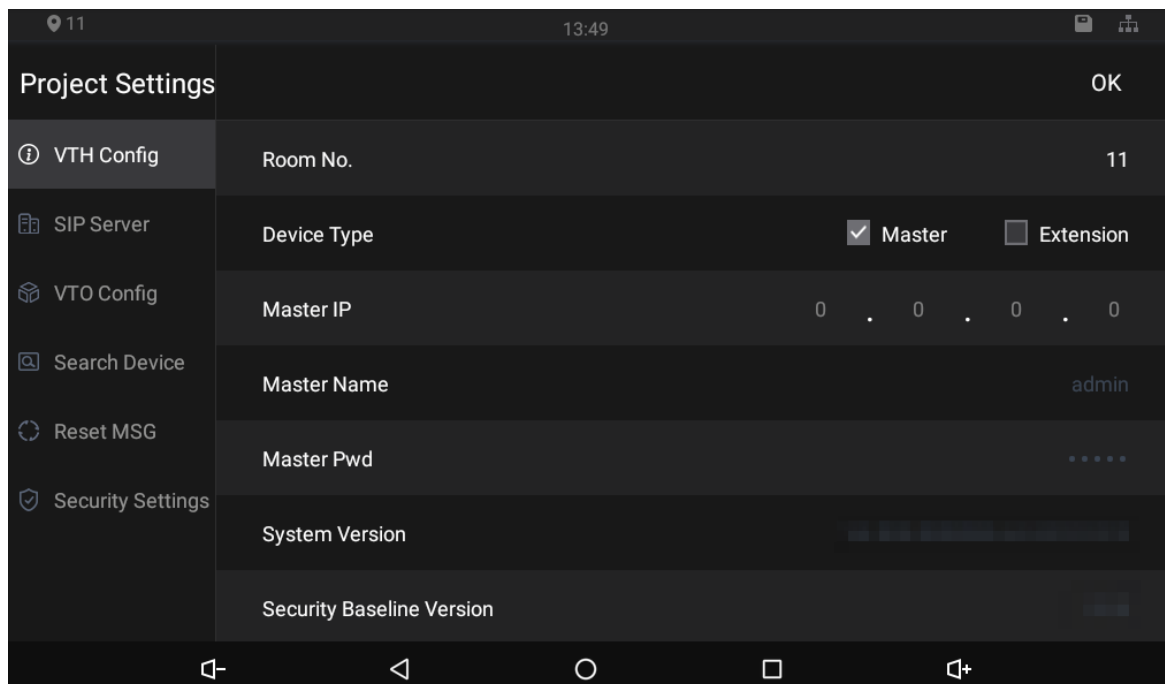 11
13:49
Project Settings
OK
VTH Config
Room No.
11
SIP Server
Device Type
Master
Extension
VTO Config
Master IP
0 . 0 . 0 . 0
Search Device
Master Name
admin
Reset MSG
Master Pwd
•••••
Security Settings
System Version
Security Baseline Version